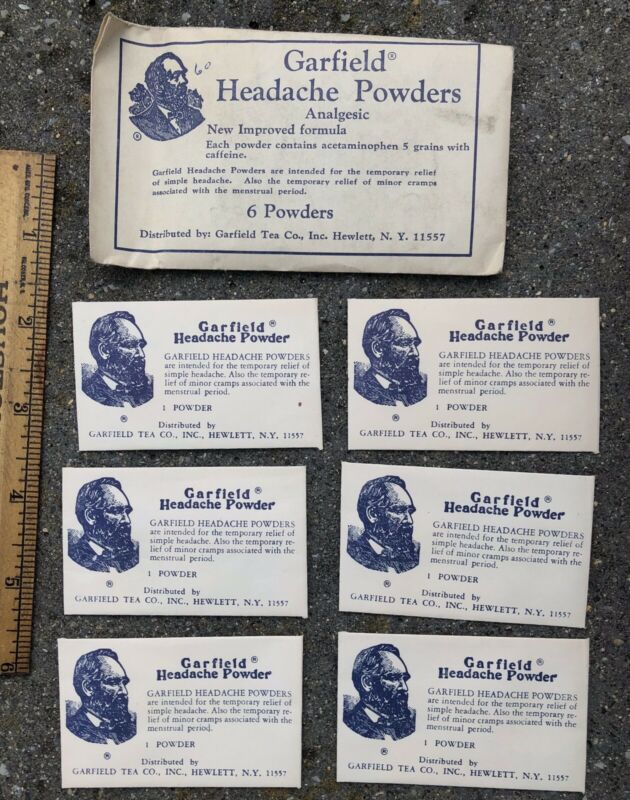 Garfield®
60
Headache Powders
Analgesic
New Improved formula
Each powder contains acetaminophen 5 grains with
caffeine.
®
Garfield Headache Powders are intended for the temporary relief
of simple headache. Also the temporary relief of minor cramps
associated with the menstrual period.
6 Powders
Distributed by: Garfield Tea Co., Inc. Hewlett, N. Y. 11557
1
2
3
4
5
6
Garfield®
Headache Powder
GARFIELD HEADACHE POWDERS
are intended for the temporary relief of
simple headache. Also the temporary re-
lief of minor cramps associated with the
menstrual period.
1 POWDER
®
Distributed by
GARFIELD TEA CO., INC., HEWLETT, N.Y. 11557
Garfield®
Headache Powder
GARFIELD HEADACHE POWDERS
are intended for the temporary relief of
simple headache. Also the temporary re-
lief of minor cramps associated with the
menstrual period.
1 POWDER
®
Distributed by
GARFIELD TEA CO., INC., HEWLETT, N.Y. 11557
Garfield®
Headache Powder
GARFIELD HEADACHE POWDERS
are intended for the temporary relief of
simple headache. Also the temporary re-
lief of minor cramps associated with the
menstrual period.
1 POWDER
®
Distributed by
GARFIELD TEA CO., INC., HEWLETT, N.Y. 11557
Garfield®
Headache Powder
GARFIELD HEADACHE POWDERS
are intended for the temporary relief of
simple headache. Also the temporary re-
lief of minor cramps associated with the
menstrual period.
1 POWDER
®
Distributed by
GARFIELD TEA CO., INC., HEWLETT, N.Y. 11557
Garfield®
Headache Powder
GARFIELD HEADACHE POWDERS
are intended for the temporary relief of
simple headache. Also the temporary re-
lief of minor cramps associated with the
menstrual period.
1 POWDER
®
Distributed by
GARFIELD TEA CO., INC., HEWLETT, N.Y. 11557
Garfield®
Headache Powder
GARFIELD HEADACHE POWDERS
are intended for the temporary relief of
simple headache. Also the temporary re-
lief of minor cramps associated with the
menstrual period.
1 POWDER
®
Distributed by
GARFIELD TEA CO., INC., HEWLETT, N.Y. 11557